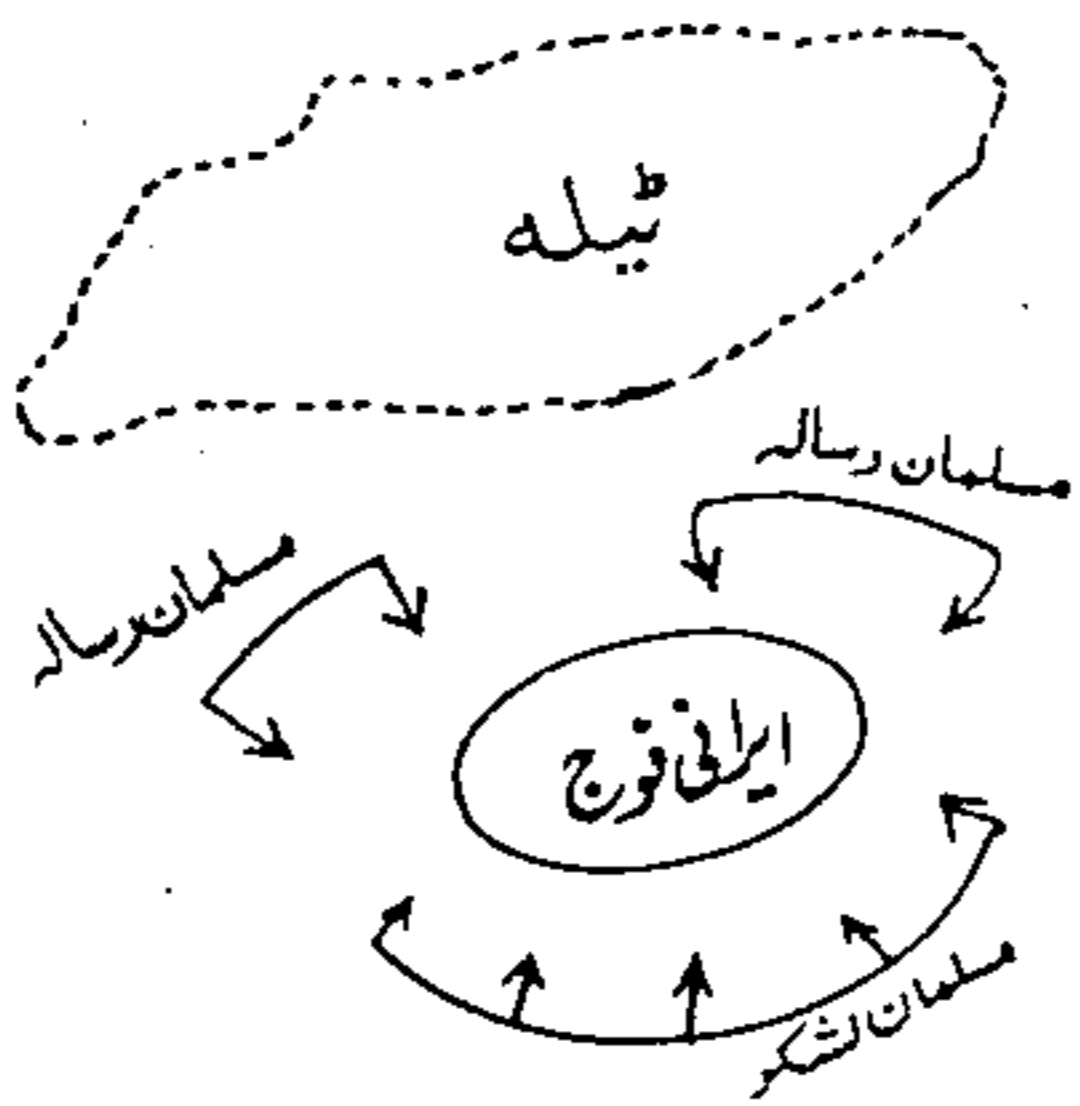 ٹیلہ
مسلمان رسالہ
مسلمان رسالہ
ایرانی فوج
مسلمان لشکر